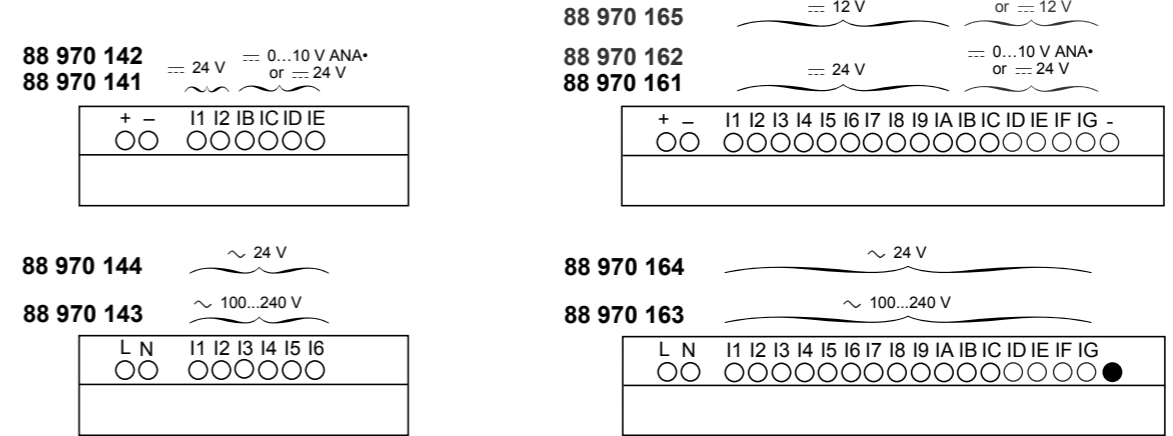 88 970 142
88 970 141
⎓ 24 V
⎓ 0...10 V ANA•
or ⎓ 24 V
+ – I1 I2 IB IC ID IE
88 970 165
⎓ 12 V
or ⎓ 12 V
88 970 162
88 970 161
⎓ 24 V
⎓ 0...10 V ANA•
or ⎓ 24 V
+ – I1 I2 I3 I4 I5 I6 I7 I8 I9 IA IB IC ID IE IF IG -
88 970 144
∼ 24 V
88 970 143
∼ 100...240 V
L N I1 I2 I3 I4 I5 I6
88 970 164
∼ 24 V
88 970 163
∼ 100...240 V
L N I1 I2 I3 I4 I5 I6 I7 I8 I9 IA IB IC ID IE IF IG